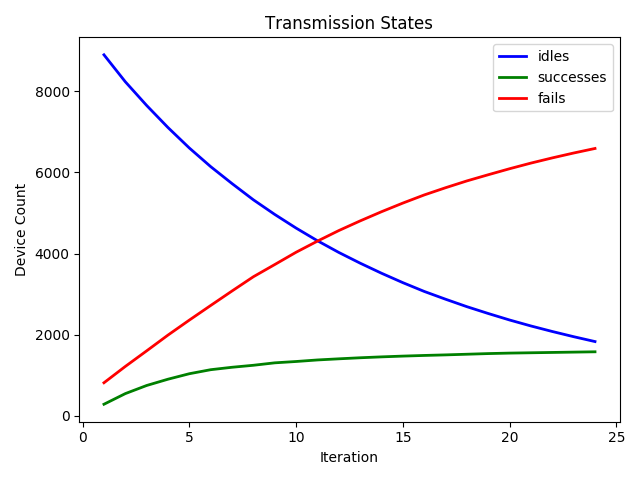 Transmission States
idles
successes
fails
Device Count
8000
6000
4000
2000
0
0 5 10 15 20 25
Iteration